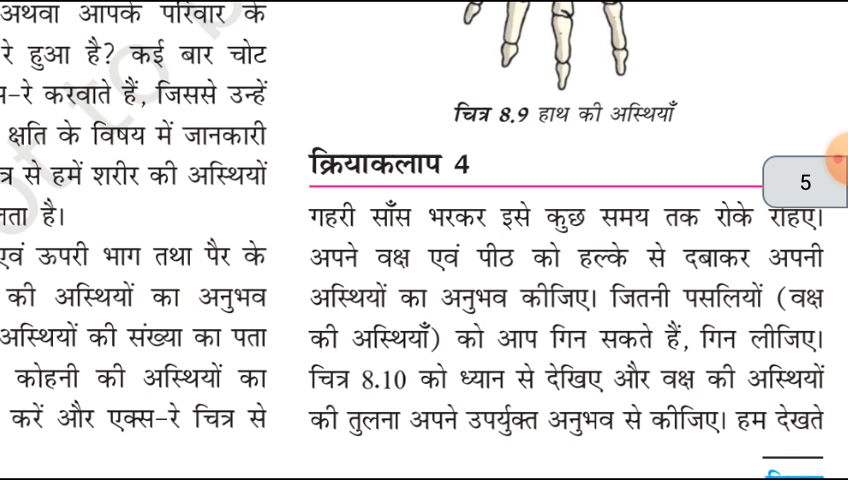 अथवा आपके परिवार के
रे हुआ है? कई बार चोट
स-रे करवाते हैं, जिससे उन्हें
क्षति के विषय में जानकारी
त्र से हमें शरीर की अस्थियों
लता है।
एवं ऊपरी भाग तथा पैर के
की अस्थियों का अनुभव
अस्थियों की संख्या का पता
कोहनी की अस्थियों का
करें और एक्स-रे चित्र से
चित्र 8.9 हाथ की अस्थियाँ
क्रियाकलाप 4
5
गहरी साँस भरकर इसे कुछ समय तक रोके रहिए।
अपने वक्ष एवं पीठ को हल्के से दबाकर अपनी
अस्थियों का अनुभव कीजिए। जितनी पसलियों (वक्ष
की अस्थियाँ) को आप गिन सकते हैं, गिन लीजिए।
चित्र 8.10 को ध्यान से देखिए और वक्ष की अस्थियों
की तुलना अपने उपर्युक्त अनुभव से कीजिए। हम देखते